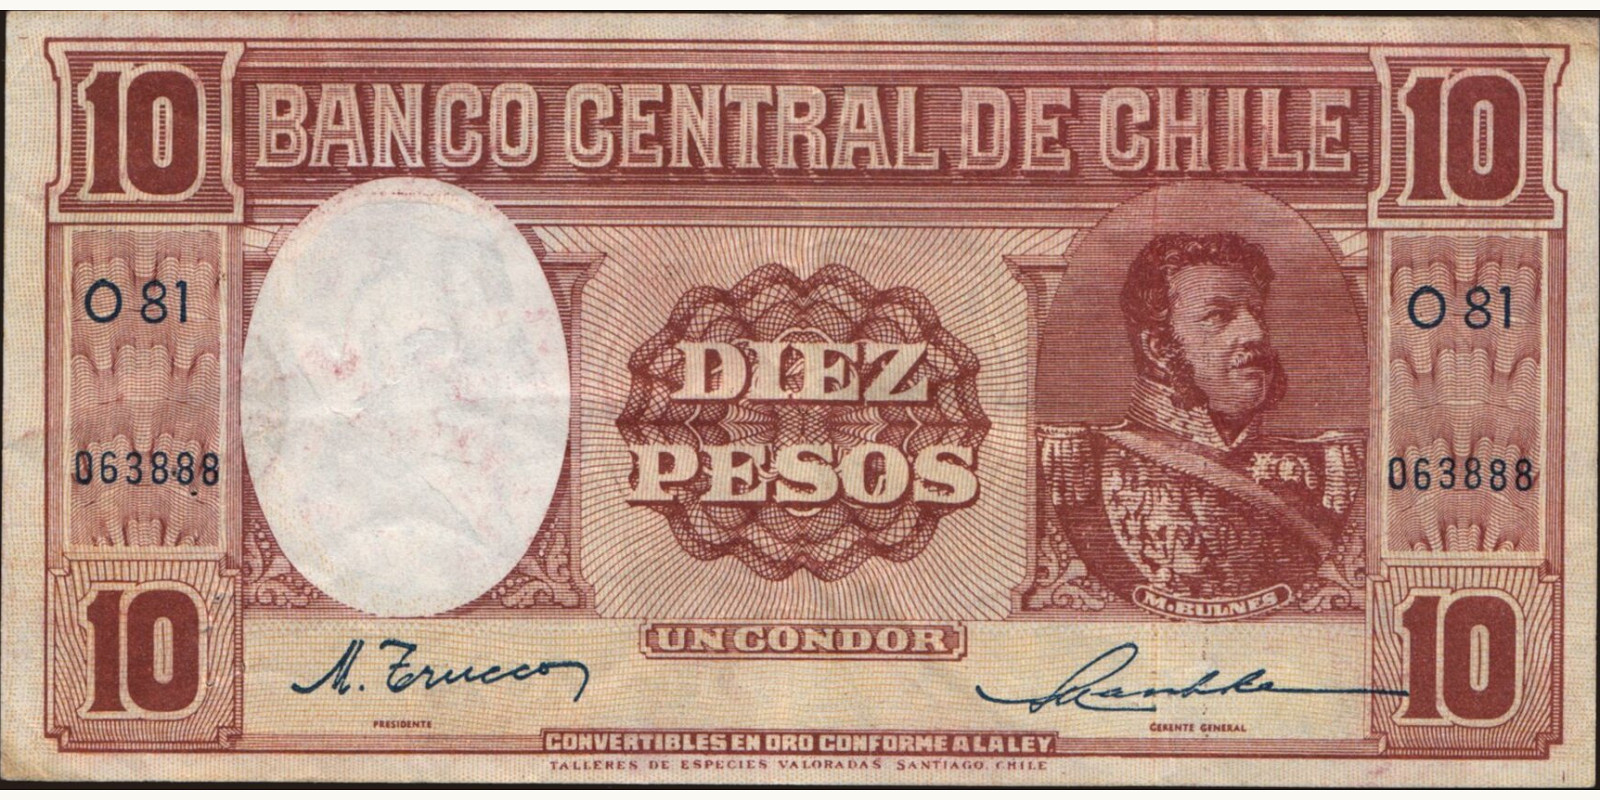 10 BANCO CENTRAL DE CHILE 10
O 81 O 81
DIEZ
PESOS
063888 063888
M. BULNES
10 UN CONDOR 10
M. Trucco
PRESIDENTE GERENTE GENERAL
CONVERTIBLES EN ORO CONFORME A LA LEY.
TALLERES DE ESPECIES VALORADAS SANTIAGO. CHILE